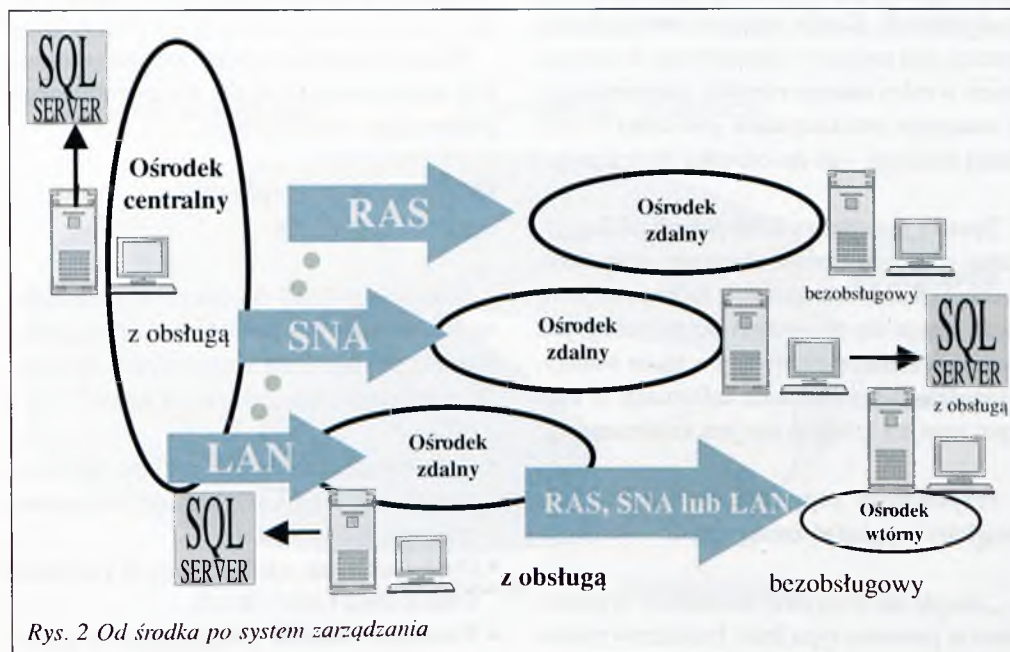 SQL
SERVER
Ośrodek
centralny
z obsługą
RAS
Ośrodek
zdalny
bezobsługowy
SNA
Ośrodek
zdalny
SQL
SERVER
z obsługą
LAN
Ośrodek
zdalny
RAS, SNA lub LAN
Ośrodek
wtórny
SQL
SERVER
z obsługą
bezobsługowy
Rys. 2 Od środka po system zarządzania